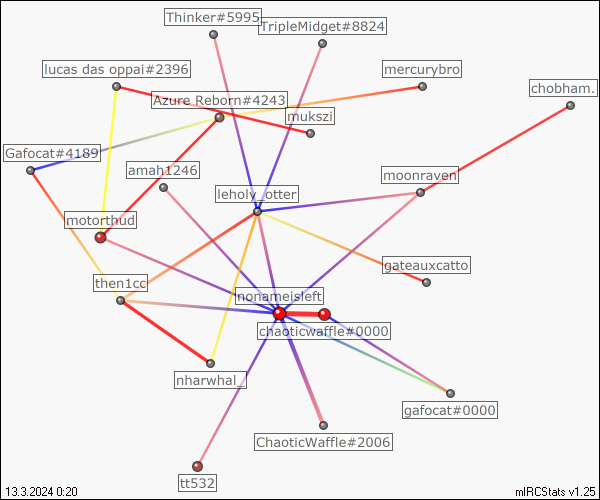 Thinker#5995
TripleMidget#8824
lucas das oppai#2396
mercurybro
chobham.
Azure Reborn#4243
mukszi
Gafocat#4189
amah1246
moonraven
leholy_otter
motorthud
gateauxcatto
then1cc
nonameisleft
chaoticwaffle#0000
nharwhal_
gafocat#0000
ChaoticWaffle#2006
tt532
13.3.2024 0:20
mIRCStats v1.25